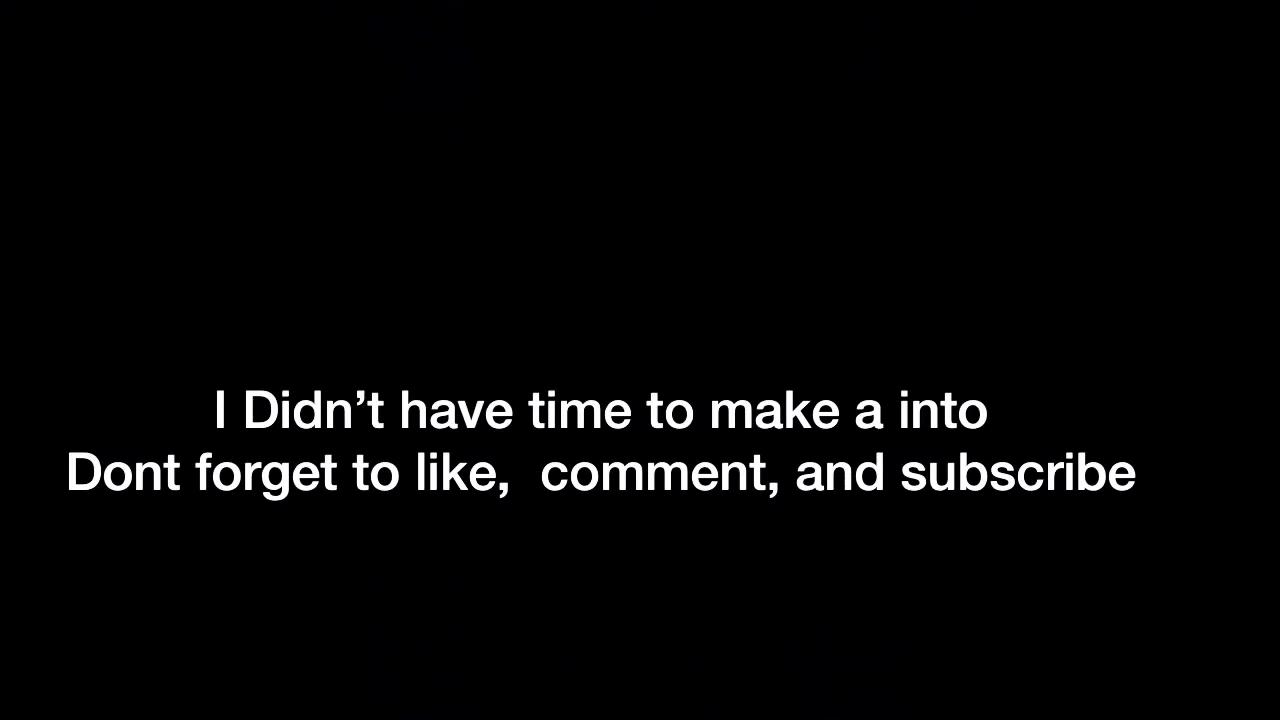 I Didn’t have time to make a into
Dont forget to like,  comment, and subscribe